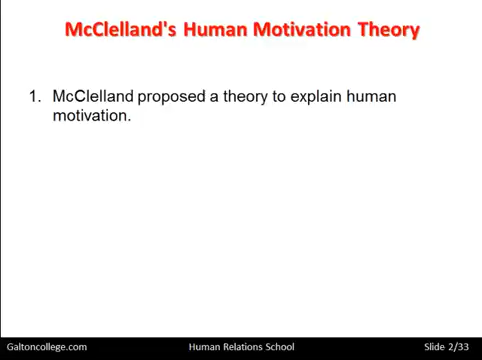 McClelland's Human Motivation Theory
1. McClelland proposed a theory to explain human
motivation.
Galtoncollege.com Human Relations School Slide 2/33